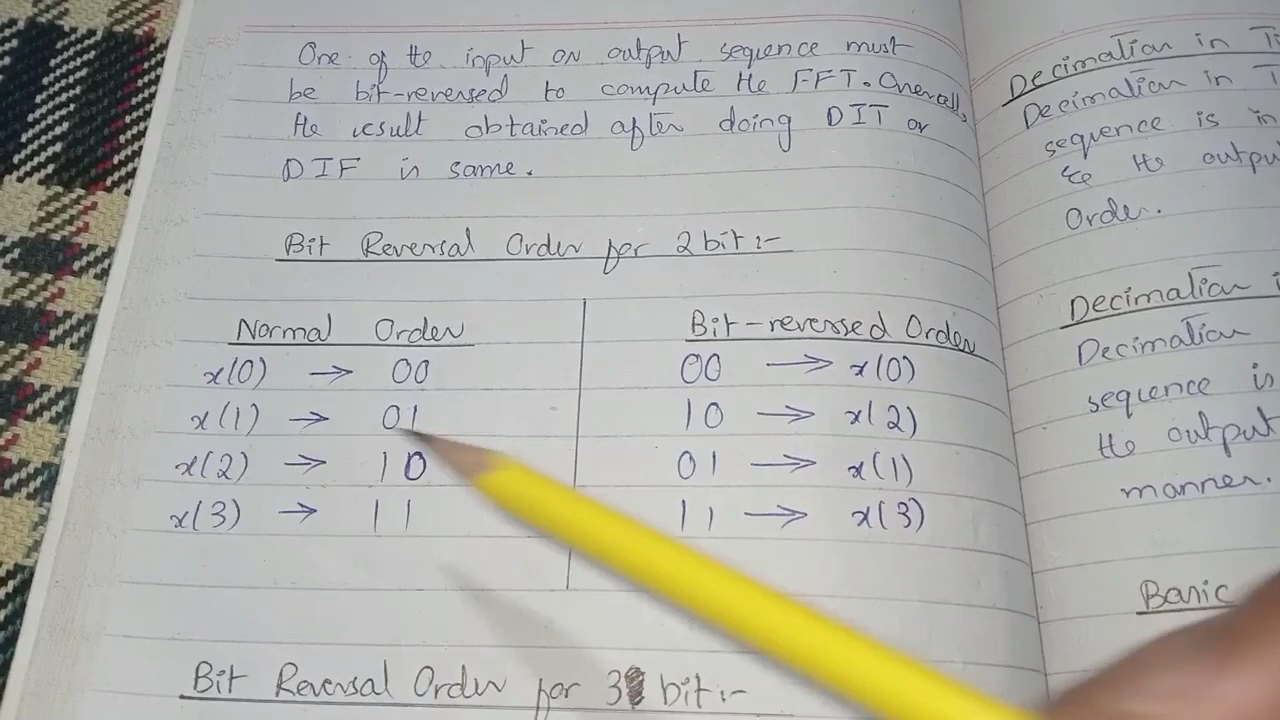 One of the input or output sequence must
be bit-reversed to compute the FFT. Overall,
the result obtained after doing DIT or
DIF is same.
Bit Reversal Order for 2 bit :-
Normal Order
x(0) → 00
x(1) → 01
x(2) → 10
x(3) → 11
Bit-reversed Order
00 → x(0)
10 → x(2)
01 → x(1)
11 → x(3)
Bit Reversal Order for 3 bit :-
Decimation in
Decimation in
sequence is in
to the
Order.
Decimation
Decimation
sequence is
the output
manner.
Basic